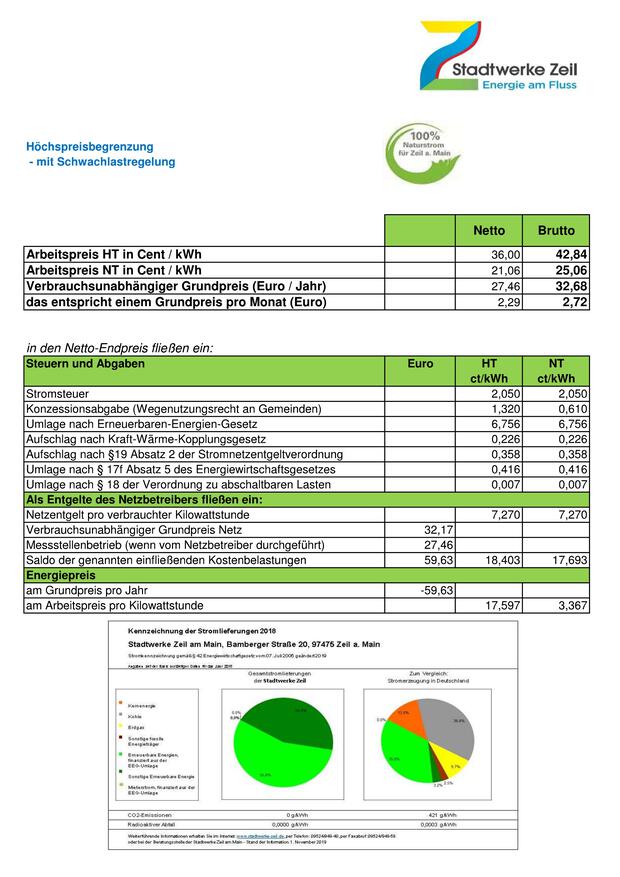 Stadtwerke Zeil
Energie am Fluss
100%
Naturstrom
für Zeil a. Main
Höchspreisbegrenzung
- mit Schwachlastregelung
Netto Brutto
Arbeitspreis HT in Cent / kWh 36,00 42,84
Arbeitspreis NT in Cent / kWh 21,06 25,06
Verbrauchsunabhängiger Grundpreis (Euro / Jahr) 27,46 32,68
das entspricht einem Grundpreis pro Monat (Euro) 2,29 2,72
in den Netto-Endpreis fließen ein:
Steuern und Abgaben Euro HT NT
ct/kWh ct/kWh
Stromsteuer 2,050 2,050
Konzessionsabgabe (Wegenutzungsrecht an Gemeinden) 1,320 0,610
Umlage nach Erneuerbaren-Energien-Gesetz 6,756 6,756
Aufschlag nach Kraft-Wärme-Kopplungsgesetz 0,226 0,226
Aufschlag nach §19 Absatz 2 der Stromnetzentgeltverordnung 0,358 0,358
Umlage nach § 17f Absatz 5 des Energiewirtschaftsgesetzes 0,416 0,416
Umlage nach § 18 der Verordnung zu abschaltbaren Lasten 0,007 0,007
Als Entgelte des Netzbetreibers fließen ein:
Netzentgelt pro verbrauchter Kilowattstunde 7,270 7,270
Verbrauchsunabhängiger Grundpreis Netz 32,17
Messstellenbetrieb (wenn vom Netzbetreiber durchgeführt) 27,46
Saldo der genannten einfließenden Kostenbelastungen 59,63 18,403 17,693
Energiepreis
am Grundpreis pro Jahr -59,63
am Arbeitspreis pro Kilowattstunde 17,597 3,367
Kennzeichnung der Stromlieferungen 2018
Stadtwerke Zeil am Main, Bamberger Straße 20, 97475 Zeil a. Main
Stromkennzeichnung gemäß § 42 Energiewirtschaftsgesetz vom 07. Juli 2005 geändert 2019
Gesamtstromlieferungen
der Stadtwerke Zeil
Zum Vergleich:
Stromerzeugung in Deutschland
Kernenergie
Kohle
Erdgas
Sonstige fossile
Energieträger
Erneuerbare Energien,
finanziert aus der
EEG-Umlage
Sonstige Erneuerbare Energie
Mieterstrom, finanziert aus der
EEG-Umlage
CO2-Emissionen 0 g/kWh 421 g/kWh
Radioaktiver Abfall 0,0000 g/kWh 0,0003 g/kWh
Weiterführende Informationen erhalten Sie im Internet: www.stadtwerke-zeil.de, per Telefon: 09524/949-49, per Faxabruf: 09524/949-59
oder bei der Beratungsstelle der Stadtwerke Zeil am Main - Stand der Information 1. November 2019